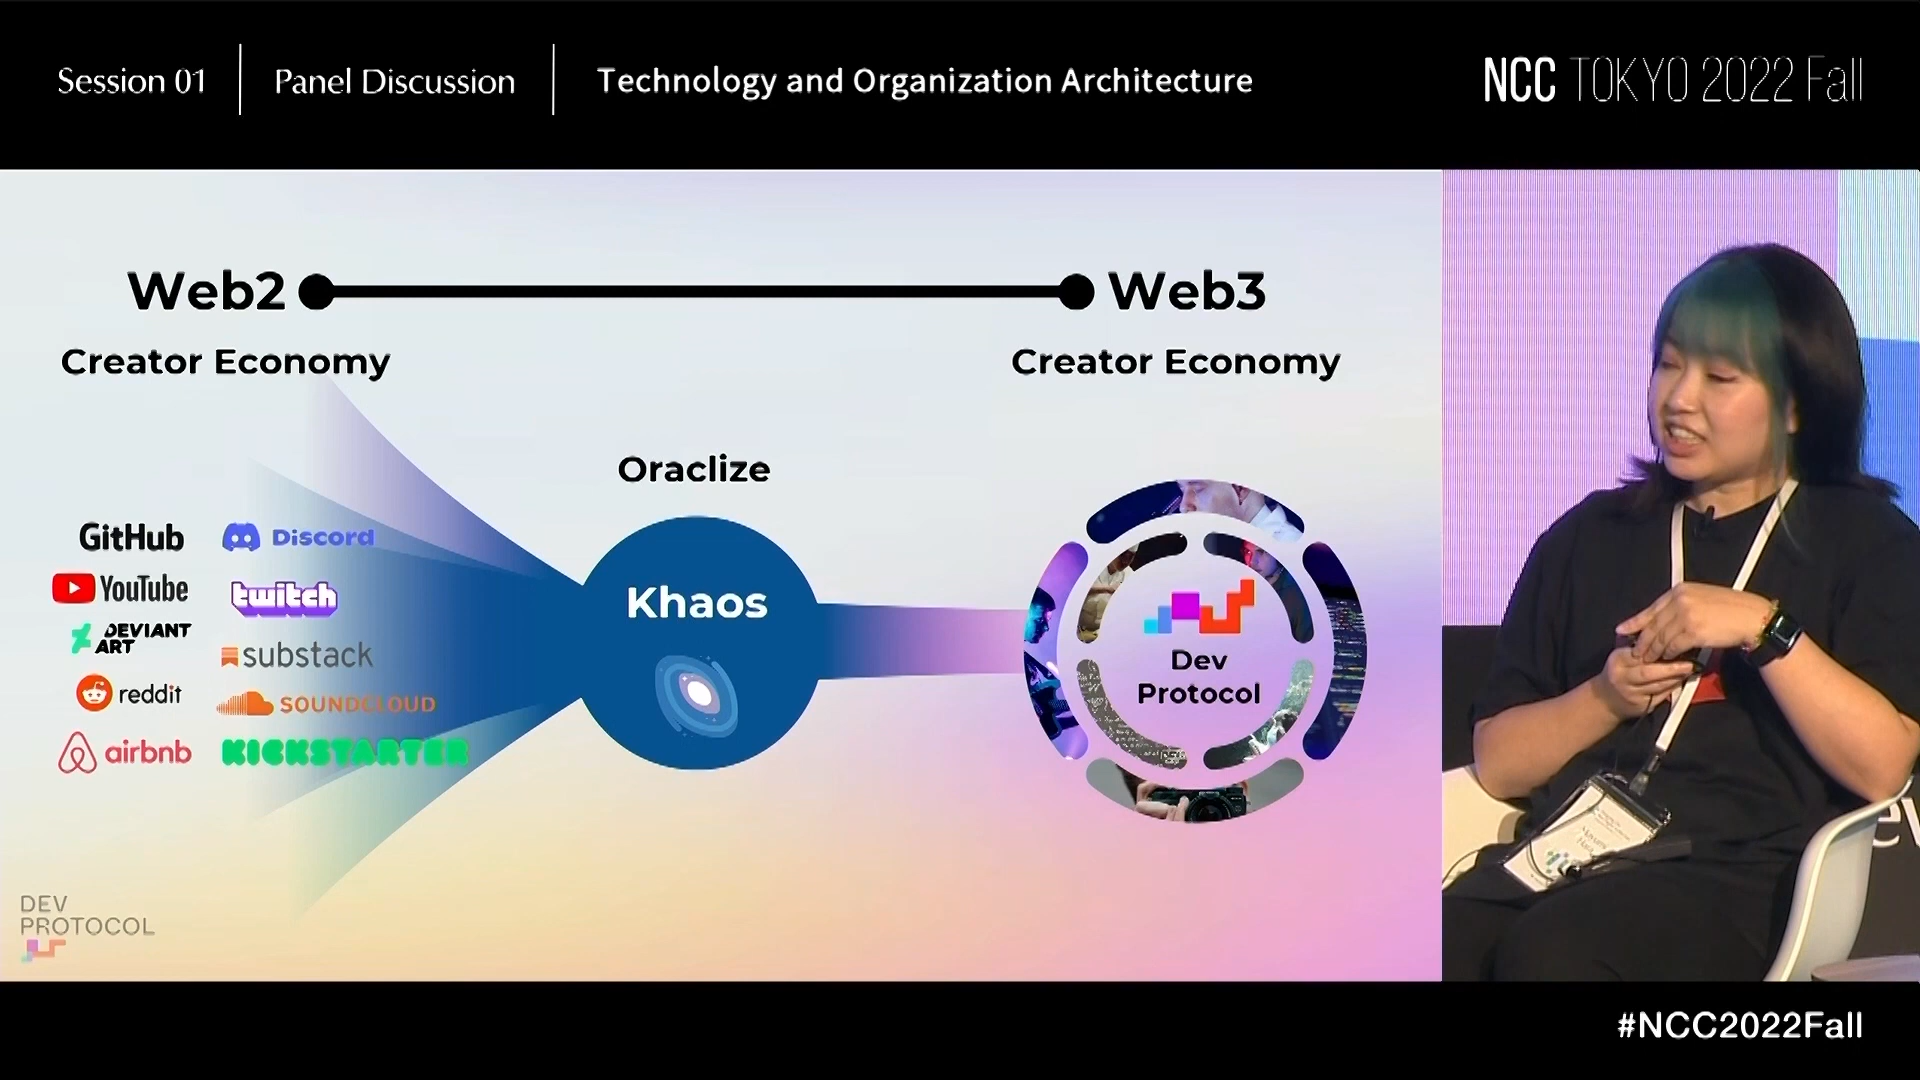 Session 01
Panel Discussion
Technology and Organization Architecture
NCC TOKYO 2022 Fall
Web2
Web3
Creator Economy
Creator Economy
Oraclize
GitHub
Discord
YouTube
twitch
DEVIANT
ART
substack
reddit
SOUNDCLOUD
airbnb
KICKSTARTER
Khaos
Dev
Protocol
DEV
PROTOCOL
#NCC2022Fall